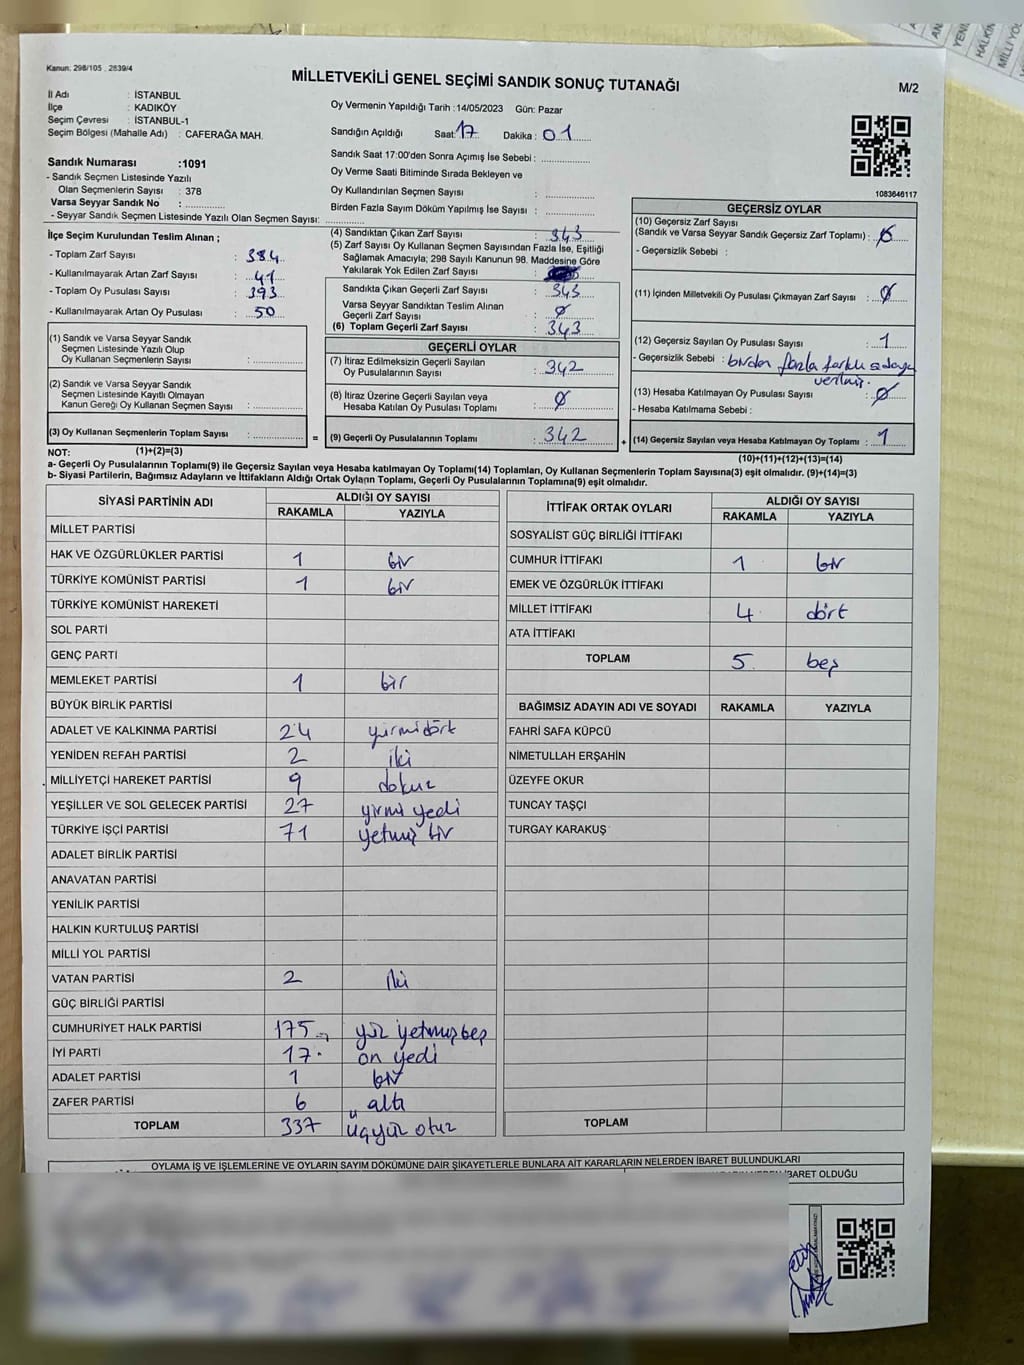 Kanun: 298/105 , 2839/4
MİLLETVEKİLİ GENEL SEÇİMİ SANDIK SONUÇ TUTANAĞI
M/2
İl Adı : İSTANBUL
İlçe : KADIKÖY
Seçim Çevresi : İSTANBUL-1
Seçim Bölgesi (Mahalle Adı) : CAFERAĞA MAH.
Oy Vermenin Yapıldığı Tarih :14/05/2023 Gün: Pazar
Sandığın Açıldığı Saat: 17 Dakika : 01
Sandık Saat 17:00'den Sonra Açımış İse Sebebi :
Oy Verme Saati Bitiminde Sırada Bekleyen ve
Oy Kullandırılan Seçmen Sayısı :
Birden Fazla Sayım Döküm Yapılmış İse Sayısı :
1083646117
Sandık Numarası :1091
- Sandık Seçmen Listesinde Yazılı
Olan Seçmenlerin Sayısı : 378
Varsa Seyyar Sandık No :
- Seyyar Sandık Seçmen Listesinde Yazılı Olan Seçmen Sayısı:
İlçe Seçim Kurulundan Teslim Alınan ;
- Toplam Zarf Sayısı : 384
- Kullanılmayarak Artan Zarf Sayısı : 41
- Toplam Oy Pusulası Sayısı : 393
- Kullanılmayarak Artan Oy Pusulası : 50
(1) Sandık ve Varsa Seyyar Sandık
Seçmen Listesinde Yazılı Olup
Oy Kullanan Seçmenlerin Sayısı :
(2) Sandık ve Varsa Seyyar Sandık
Seçmen Listesinde Kayıtlı Olmayan
Kanun Gereği Oy Kullanan Seçmen Sayısı :
(3) Oy Kullanan Seçmenlerin Toplam Sayısı :
(1)+(2)=(3)
(4) Sandıktan Çıkan Zarf Sayısı : 343
(5) Zarf Sayısı Oy Kullanan Seçmen Sayısından Fazla İse, Eşitliği
Sağlamak Amacıyla; 298 Sayılı Kanunun 98. Maddesine Göre
Yakılarak Yok Edilen Zarf Sayısı :
Sandıkta Çıkan Geçerli Zarf Sayısı : 343
Varsa Seyyar Sandıktan Teslim Alınan
Geçerli Zarf Sayısı : 0
(6) Toplam Geçerli Zarf Sayısı : 343
GEÇERLİ OYLAR
(7) İtiraz Edilmeksizin Geçerli Sayılan
Oy Pusulalarının Sayısı : 342
(8) İtiraz Üzerine Geçerli Sayılan veya
Hesaba Katılan Oy Pusulası Toplamı : 0
= (9) Geçerli Oy Pusulalarının Toplamı : 342 +
GEÇERSİZ OYLAR
(10) Geçersiz Zarf Sayısı
(Sandık ve Varsa Seyyar Sandık Geçersiz Zarf Toplamı) :
- Geçersizlik Sebebi :
(11) İçinden Milletvekili Oy Pusulası Çıkmayan Zarf Sayısı : 0
(12) Geçersiz Sayılan Oy Pusulası Sayısı : 1
- Geçersizlik Sebebi : birden fazla farklı adaya
verilmiş.
(13) Hesaba Katılmayan Oy Pusulası Sayısı : 0
- Hesaba Katılmama Sebebi :
(14) Geçersiz Sayılan veya Hesaba Katılmayan Oy Toplamı : 1
(10)+(11)+(12)+(13)=(14)
NOT:
a- Geçerli Oy Pusulalarının Toplamı(9) ile Geçersiz Sayılan veya Hesaba katılmayan Oy Toplamı(14) Toplamları, Oy Kullanan Seçmenlerin Toplam Sayısına(3) eşit olmalıdır. (9)+(14)=(3)
b- Siyasi Partilerin, Bağımsız Adayların ve İttifakların Aldığı Ortak Oyların Toplamı, Geçerli Oy Pusulalarının Toplamına(9) eşit olmalıdır.
SİYASİ PARTİNİN ADI ALDIĞI OY SAYISI
RAKAMLA YAZIYLA
MİLLET PARTİSİ
HAK VE ÖZGÜRLÜKLER PARTİSİ 1 bir
TÜRKİYE KOMÜNİST PARTİSİ 1 bir
TÜRKİYE KOMÜNİST HAREKETİ
SOL PARTİ
GENÇ PARTİ
MEMLEKET PARTİSİ 1 bir
BÜYÜK BİRLİK PARTİSİ
ADALET VE KALKINMA PARTİSİ 24 yirmidört
YENİDEN REFAH PARTİSİ 2 iki
MİLLİYETÇİ HAREKET PARTİSİ 9 dokuz
YEŞİLLER VE SOL GELECEK PARTİSİ 27 yirmi yedi
TÜRKİYE İŞÇİ PARTİSİ 71 yetmiş bir
ADALET BİRLİK PARTİSİ
ANAVATAN PARTİSİ
YENİLİK PARTİSİ
HALKIN KURTULUŞ PARTİSİ
MİLLİ YOL PARTİSİ
VATAN PARTİSİ 2 iki
GÜÇ BİRLİĞİ PARTİSİ
CUMHURİYET HALK PARTİSİ 175 yüz yetmişbeş
İYİ PARTİ 17 on yedi
ADALET PARTİSİ 1 bir
ZAFER PARTİSİ 6 altı
TOPLAM 337 üçyüz otuz
İTTİFAK ORTAK OYLARI ALDIĞI OY SAYISI
RAKAMLA YAZIYLA
SOSYALİST GÜÇ BİRLİĞİ İTTİFAKI
CUMHUR İTTİFAKI 1 bir
EMEK VE ÖZGÜRLÜK İTTİFAKI
MİLLET İTTİFAKI 4 dört
ATA İTTİFAKI
TOPLAM 5 beş
BAĞIMSIZ ADAYIN ADI VE SOYADI RAKAMLA YAZIYLA
FAHRİ SAFA KÜPCÜ
NİMETULLAH ERŞAHİN
ÜZEYFE OKUR
TUNCAY TAŞÇI
TURGAY KARAKUŞ
TOPLAM
OYLAMA İŞ VE İŞLEMLERİNE VE OYLARIN SAYIM DÖKÜMÜNE DAİR ŞİKAYETLERLE BUNLARA AİT KARARLARIN NELERDEN İBARET BULUNDUKLARI
İBARET OLDUĞU